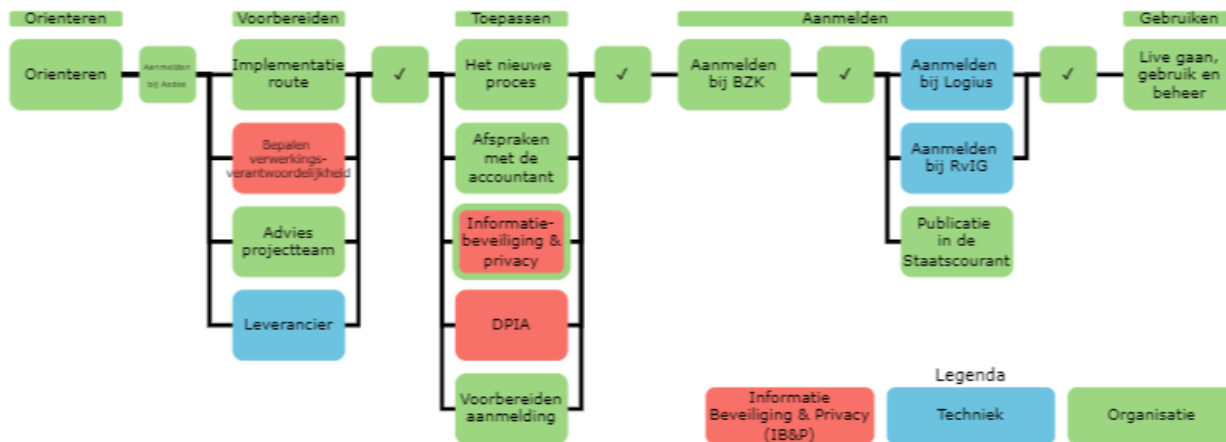 Orienteren
Voorbereiden
Toepassen
Aanmelden
Gebruiken
Orienteren
Aanmelden
bij Aedes
Implementatie
route
✓
Het nieuwe
proces
✓
Aanmelden
bij BZK
✓
Aanmelden
bij Logius
✓
Live gaan,
gebruik en
beheer
Bepalen
verwerkings-
verantwoordelijkheid
Afspraken
met de
accountant
Aanmelden
bij RvIG
Advies
projectteam
Informatie-
beveiliging &
privacy
Publicatie
in de
Staatscourant
Leverancier
DPIA
Voorbereiden
aanmelding
Legenda
Informatie
Beveiliging & Privacy
(IB&P)
Techniek
Organisatie